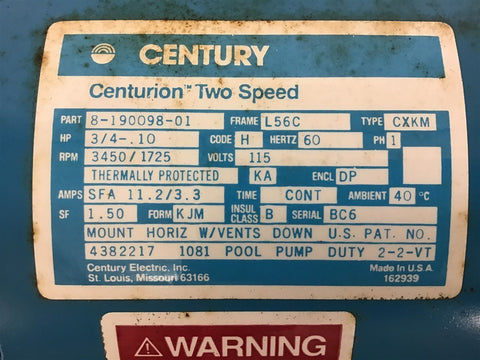 CENTURY
Centurion™ Two Speed
PART 8-190098-01 FRAME L56C TYPE CXKM
HP 3/4-.10 CODE H HERTZ 60 PH 1
RPM 3450/1725 VOLTS 115
THERMALLY PROTECTED KA ENCL DP
AMPS SFA 11.2/3.3 TIME CONT AMBIENT 40 °C
SF 1.50 FORM KJM INSUL CLASS B SERIAL BC6
MOUNT HORIZ W/VENTS DOWN U.S. PAT. NO.
4382217 1081 POOL PUMP DUTY 2-2-VT
Century Electric, Inc. Made in U.S.A.
St. Louis, Missouri 63166 162939
WARNING